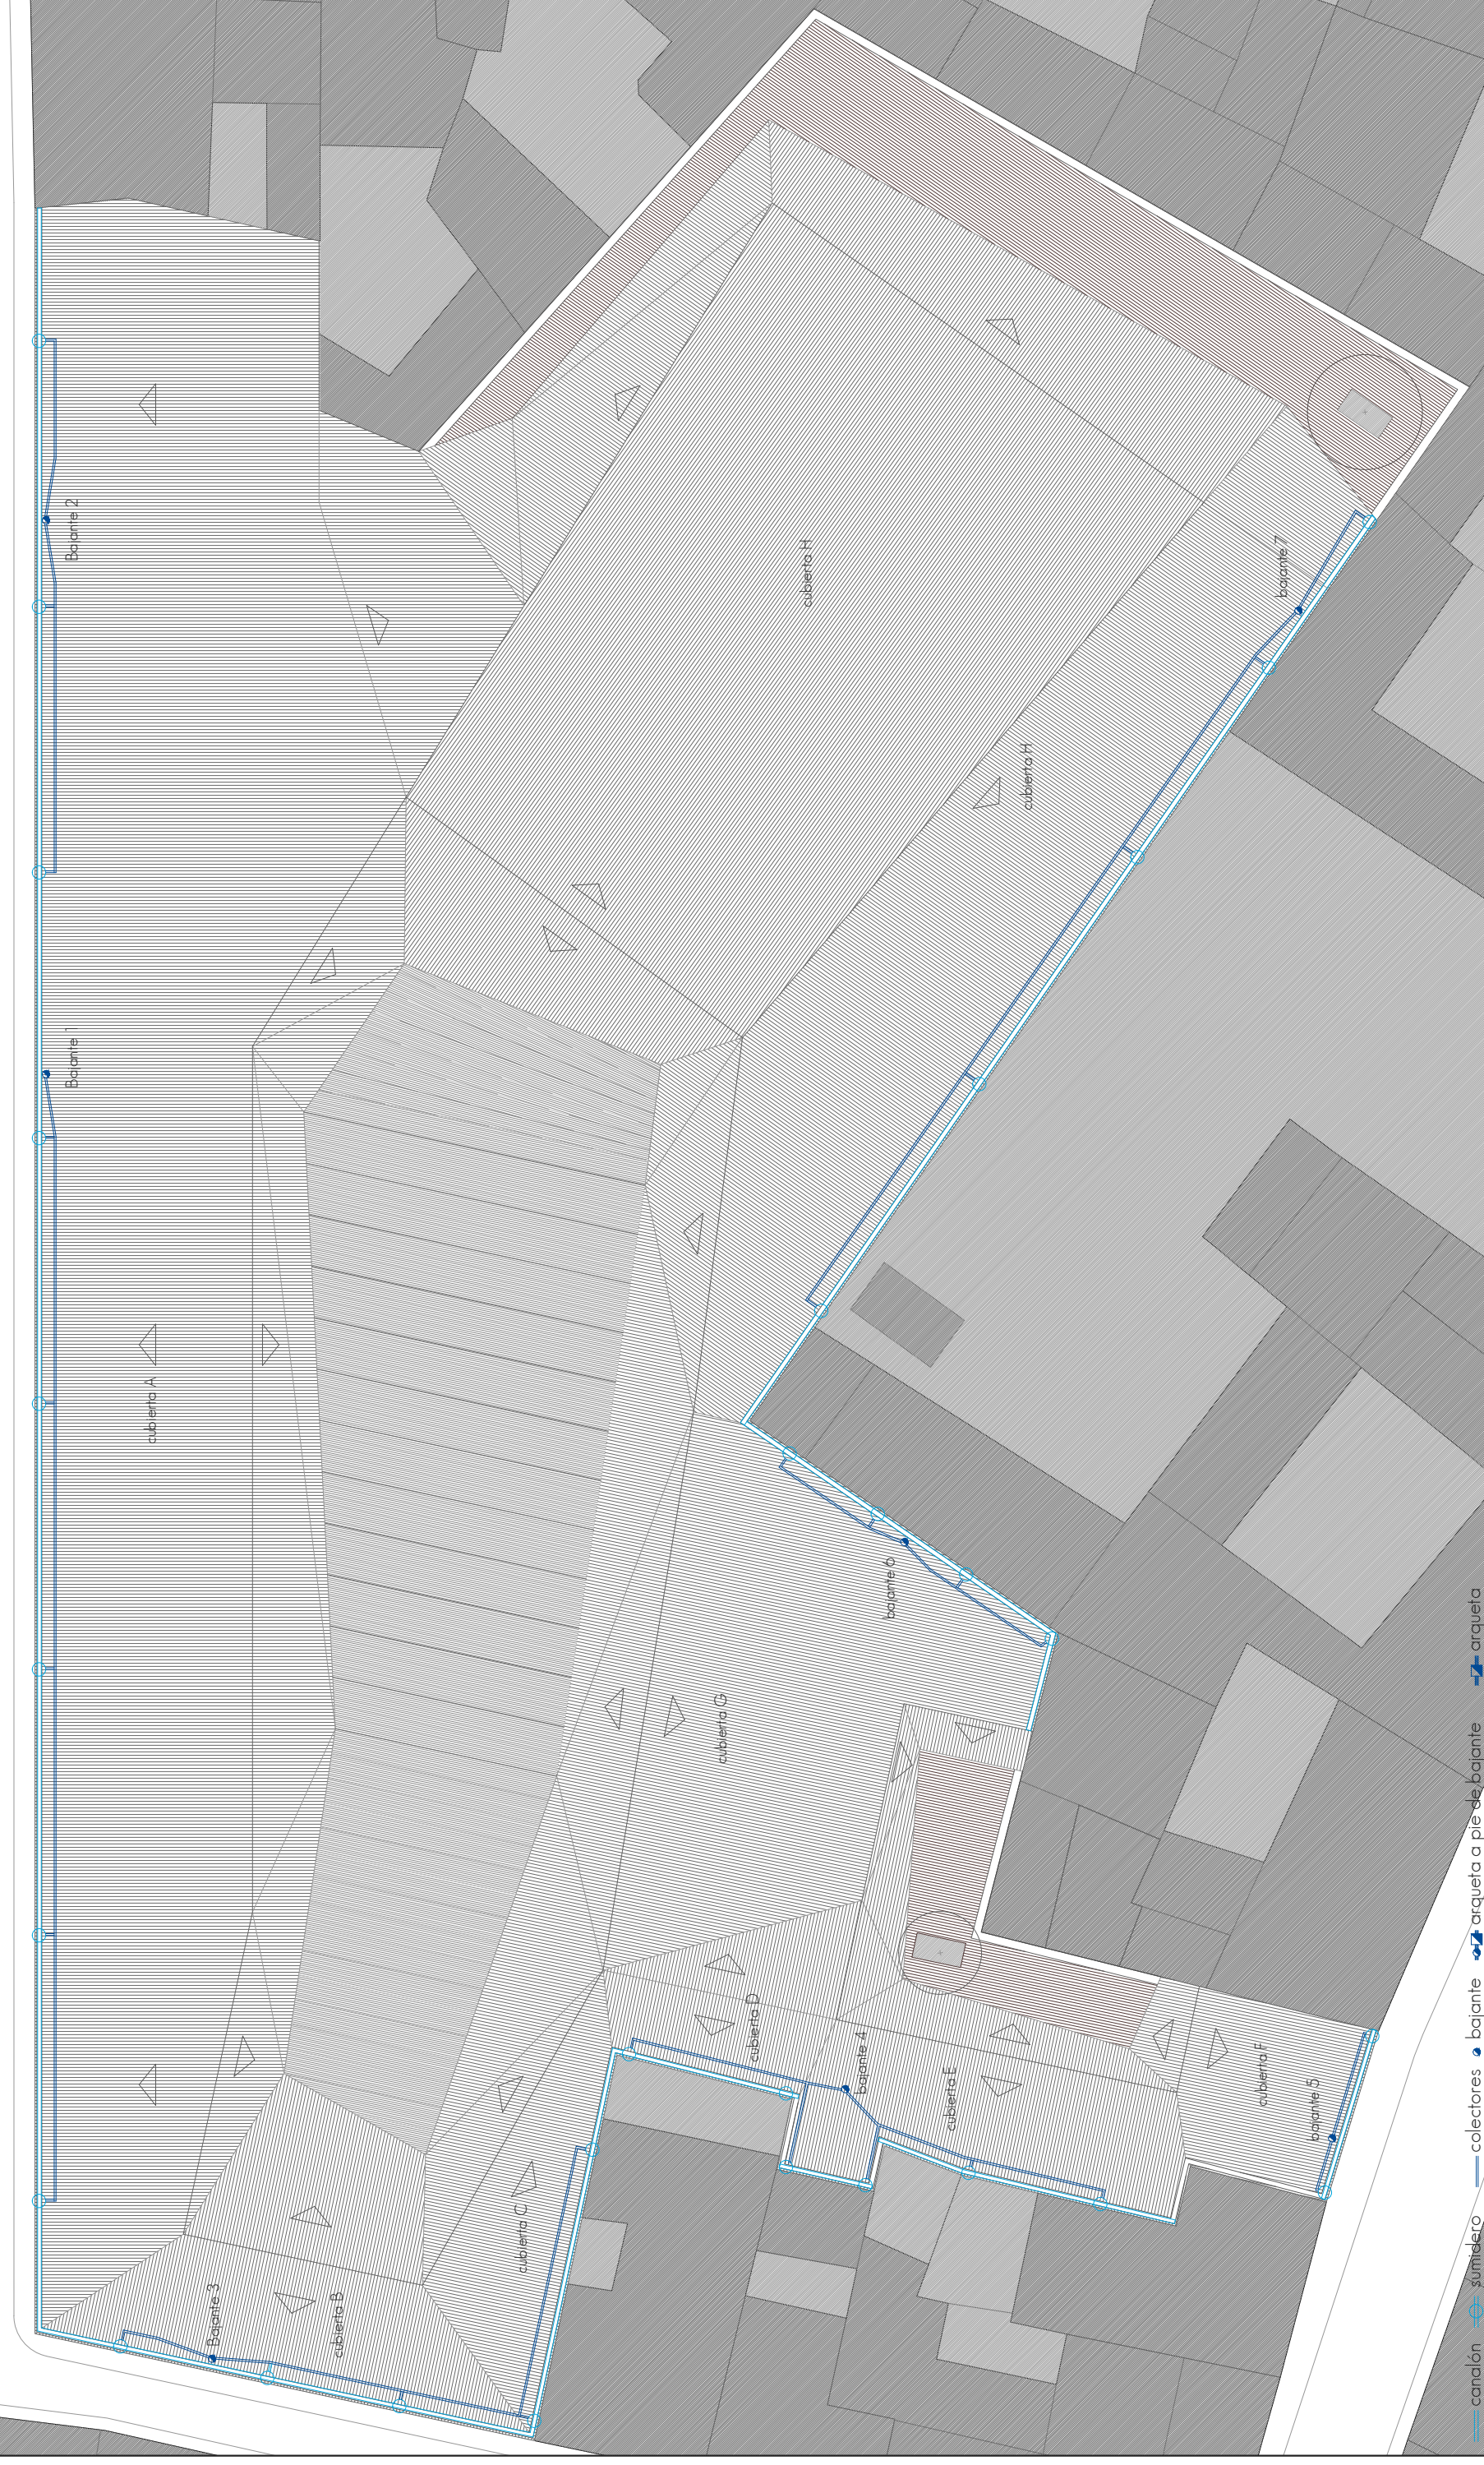 Bajante 2
cubierta H
bajante 7
cubierta H
Bajante 1
cubierta A
bajante 6
cubierta G
cubierta D
bajante 4
cubierta E
cubierta F
bajante 5
cubierta C
Bajante 3
cubierta B
canalón sumidero colectores bajante arqueta a pie de bajante arqueta